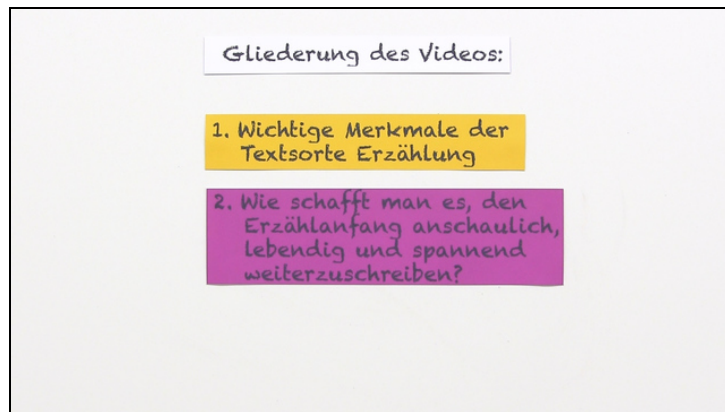 Gliederung des Videos:
1. Wichtige Merkmale der
Textsorte Erzählung
2. Wie schafft man es, den
Erzählanfang anschaulich,
lebendig und spannend
weiterzuschreiben?